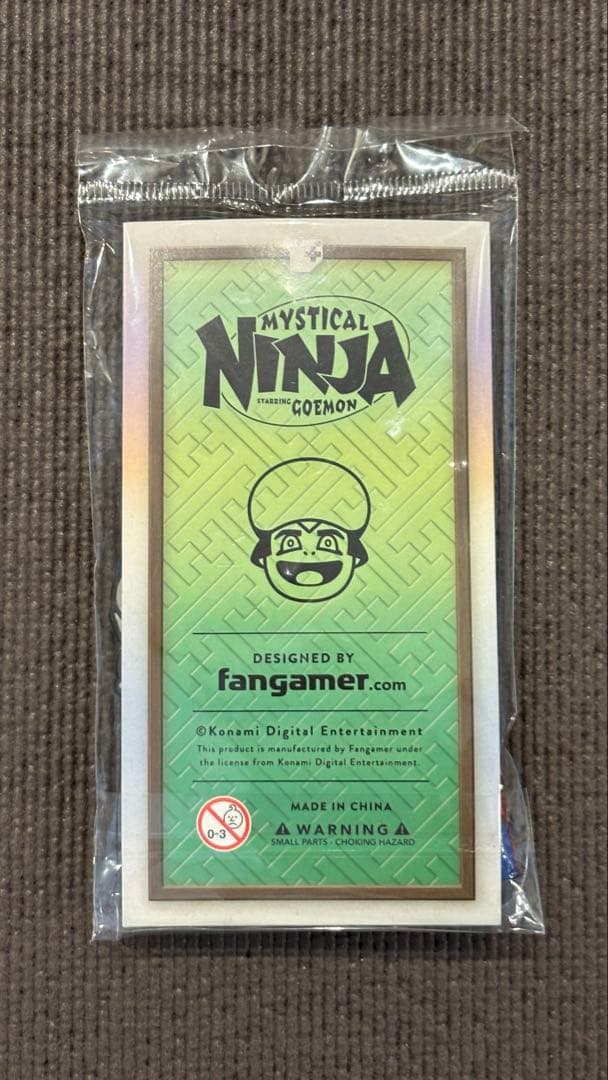 MYSTICAL
NINJA
STARRING GOEMON
DESIGNED BY
fangamer.com
©Konami Digital Entertainment
This product is manufactured by Fangamer under
the license from Konami Digital Entertainment.
MADE IN CHINA
0-3
⚠ WARNING ⚠
SMALL PARTS - CHOKING HAZARD